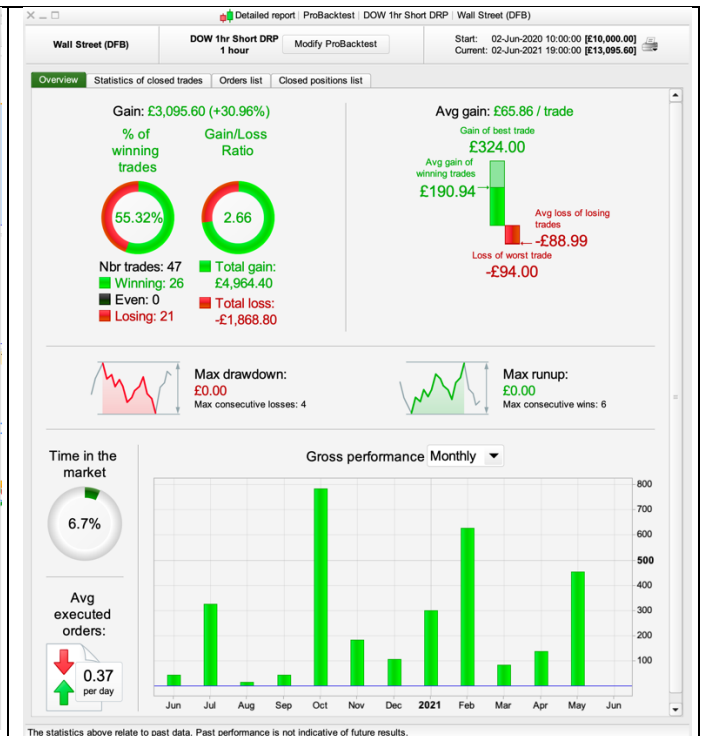 Detailed report | ProBacktest | DOW 1hr Short DRP | Wall Street (DFB)
Wall Street (DFB)
DOW 1hr Short DRP
1 hour
Modify ProBacktest
Start: 02-Jun-2020 10:00:00 [£10,000.00]
Current: 02-Jun-2021 19:00:00 [£13,095.60]
Overview
Statistics of closed trades
Orders list
Closed positions list
Gain: £3,095.60 (+30.96%)
% of
winning
trades
Gain/Loss
Ratio
55.32%
2.66
Nbr trades: 47
Winning: 26
Even: 0
Losing: 21
Total gain:
£4,964.40
Total loss:
-£1,868.80
Avg gain: £65.86 / trade
Gain of best trade
£324.00
Avg gain of
winning trades
£190.94
Avg loss of losing
trades
-£88.99
Loss of worst trade
-£94.00
Max drawdown:
£0.00
Max consecutive losses: 4
Max runup:
£0.00
Max consecutive wins: 6
Time in the
market
6.7%
Avg
executed
orders:
0.37
per day
Gross performance Monthly
800
700
600
500
400
300
200
100
Jun Jul Aug Sep Oct Nov Dec 2021 Feb Mar Apr May Jun
The statistics above relate to past data. Past performance is not indicative of future results.